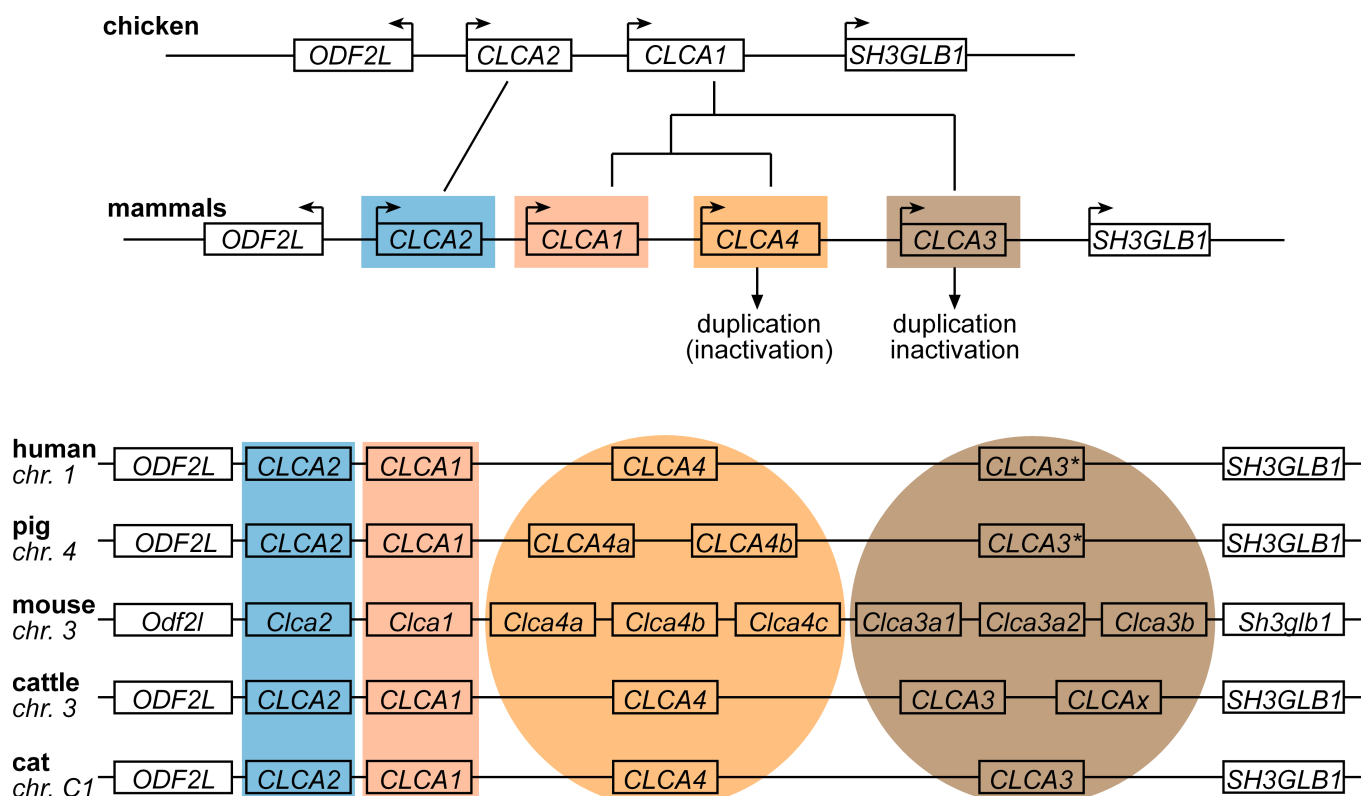 chicken
ODF2L CLCA2 CLCA1 SH3GLB1
mammals
ODF2L CLCA2 CLCA1 CLCA4 CLCA3 SH3GLB1
duplication duplication
(inactivation) inactivation
human
chr. 1
ODF2L CLCA2 CLCA1 CLCA4 CLCA3* SH3GLB1
pig
chr. 4
ODF2L CLCA2 CLCA1 CLCA4a CLCA4b CLCA3* SH3GLB1
mouse
chr. 3
Odf2l Clca2 Clca1 Clca4a Clca4b Clca4c Clca3a1 Clca3a2 Clca3b Sh3glb1
cattle
chr. 3
ODF2L CLCA2 CLCA1 CLCA4 CLCA3 CLCAx SH3GLB1
cat
chr. C1
ODF2L CLCA2 CLCA1 CLCA4 CLCA3 SH3GLB1